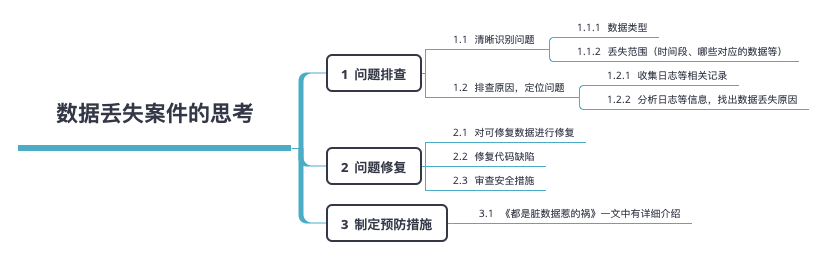 数据丢失案件的思考
1 问题排查
1.1 清晰识别问题
1.1.1 数据类型
1.1.2 丢失范围（时间段、哪些对应的数据等）
1.2 排查原因，定位问题
1.2.1 收集日志等相关记录
1.2.2 分析日志等信息，找出数据丢失原因
2 问题修复
2.1 对可修复数据进行修复
2.2 修复代码缺陷
2.3 审查安全措施
3 制定预防措施
3.1 《都是脏数据惹的祸》一文中有详细介绍